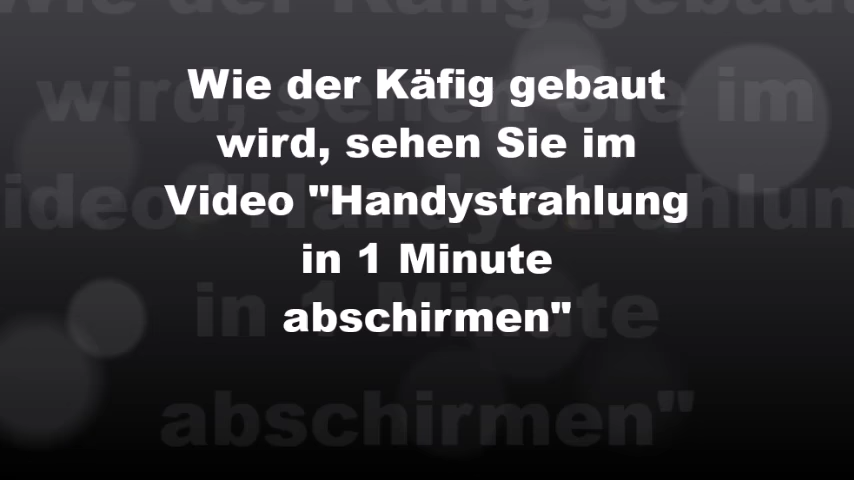 Wie der Käfig gebaut
wird, sehen Sie im
Video "Handystrahlung
in 1 Minute
abschirmen"